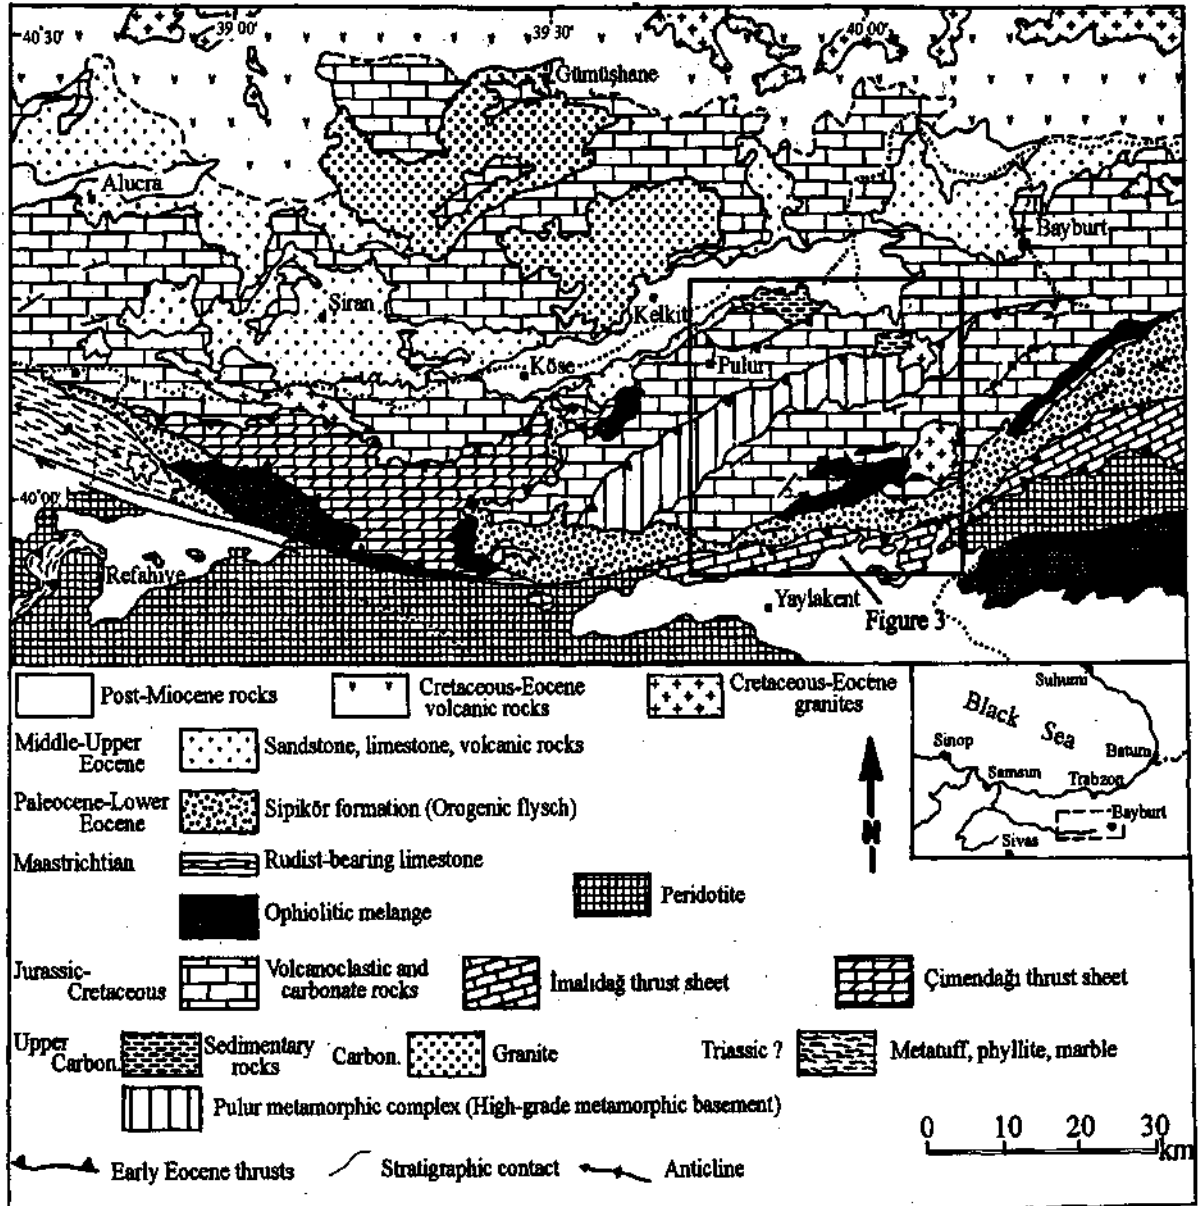 40°30'
39°00'
39°30'
40°00'
Gümüşhane
Alucra
Bayburt
Şiran
Kelkit
Köse
Pulur
40°00'
Refahiye
Yaylakent
Figure 3
Post-Miocene rocks
Cretaceous-Eocene
volcanic rocks
Cretaceous-Eocene
granites
Middle-Upper
Eocene
Sandstone, limestone, volcanic rocks
Paleocene-Lower
Eocene
Sipikör formation (Orogenic flysch)
Maastrichtian
Rudist-bearing limestone
Ophiolitic melange
Peridotite
N
Suhumi
Black Sea
Sinop
Batum
Samsun
Trabzon
Bayburt
Sivas
Jurassic-
Cretaceous
Volcanoclastic and
carbonate rocks
İmalıdağ thrust sheet
Çimendağı thrust sheet
Upper
Carbon.
Sedimentary
rocks
Carbon.
Granite
Triassic ?
Metatuff, phyllite, marble
Pulur metamorphic complex (High-grade metamorphic basement)
0 10 20 30
km
Early Eocene thrusts
Stratigraphic contact
Anticline